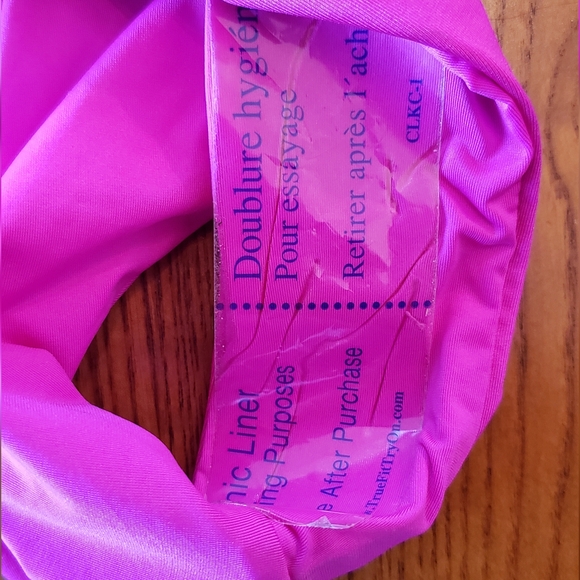 Doublure hygién
Pour essayage
Retirer après l'ach
CLKC-1
nic Liner
ing Purposes
e After Purchase
.TrueFitTryOn.com